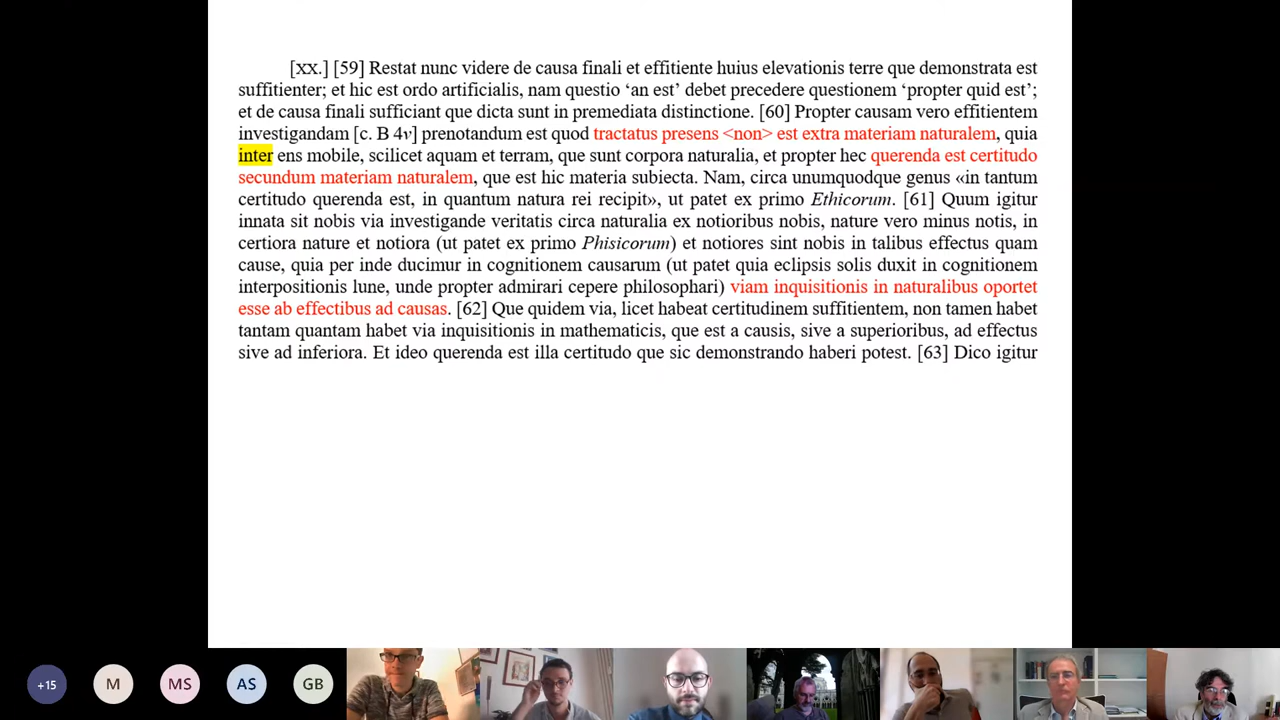 [XX.] [59] Restat nunc videre de causa finali et effitiente huius elevationis terre que demonstrata est
suffitienter; et hic est ordo artificialis, nam questio ‘an est’ debet precedere questionem ‘propter quid est’;
et de causa finali sufficiant que dicta sunt in premediata distinctione. [60] Propter causam vero effitientem
investigandam [c. B 4v] prenotandum est quod tractatus presens <non> est extra materiam naturalem, quia
inter ens mobile, scilicet aquam et terram, que sunt corpora naturalia, et propter hec querenda est certitudo
secundum materiam naturalem, que est hic materia subiecta. Nam, circa unumquodque genus «in tantum
certitudo querenda est, in quantum natura rei recipit», ut patet ex primo Ethicorum. [61] Quum igitur
innata sit nobis via investigande veritatis circa naturalia ex notioribus nobis, nature vero minus notis, in
certiora nature et notiora (ut patet ex primo Phisicorum) et notiores sint nobis in talibus effectus quam
cause, quia per inde ducimur in cognitionem causarum (ut patet quia eclipsis solis duxit in cognitionem
interpositionis lune, unde propter admirari cepere philosophari) viam inquisitionis in naturalibus oportet
esse ab effectibus ad causas. [62] Que quidem via, licet habeat certitudinem suffitientem, non tamen habet
tantam quantam habet via inquisitionis in mathematicis, que est a causis, sive a superioribus, ad effectus
sive ad inferiora. Et ideo querenda est illa certitudo que sic demonstrando haberi potest. [63] Dico igitur
+15 M MS AS GB